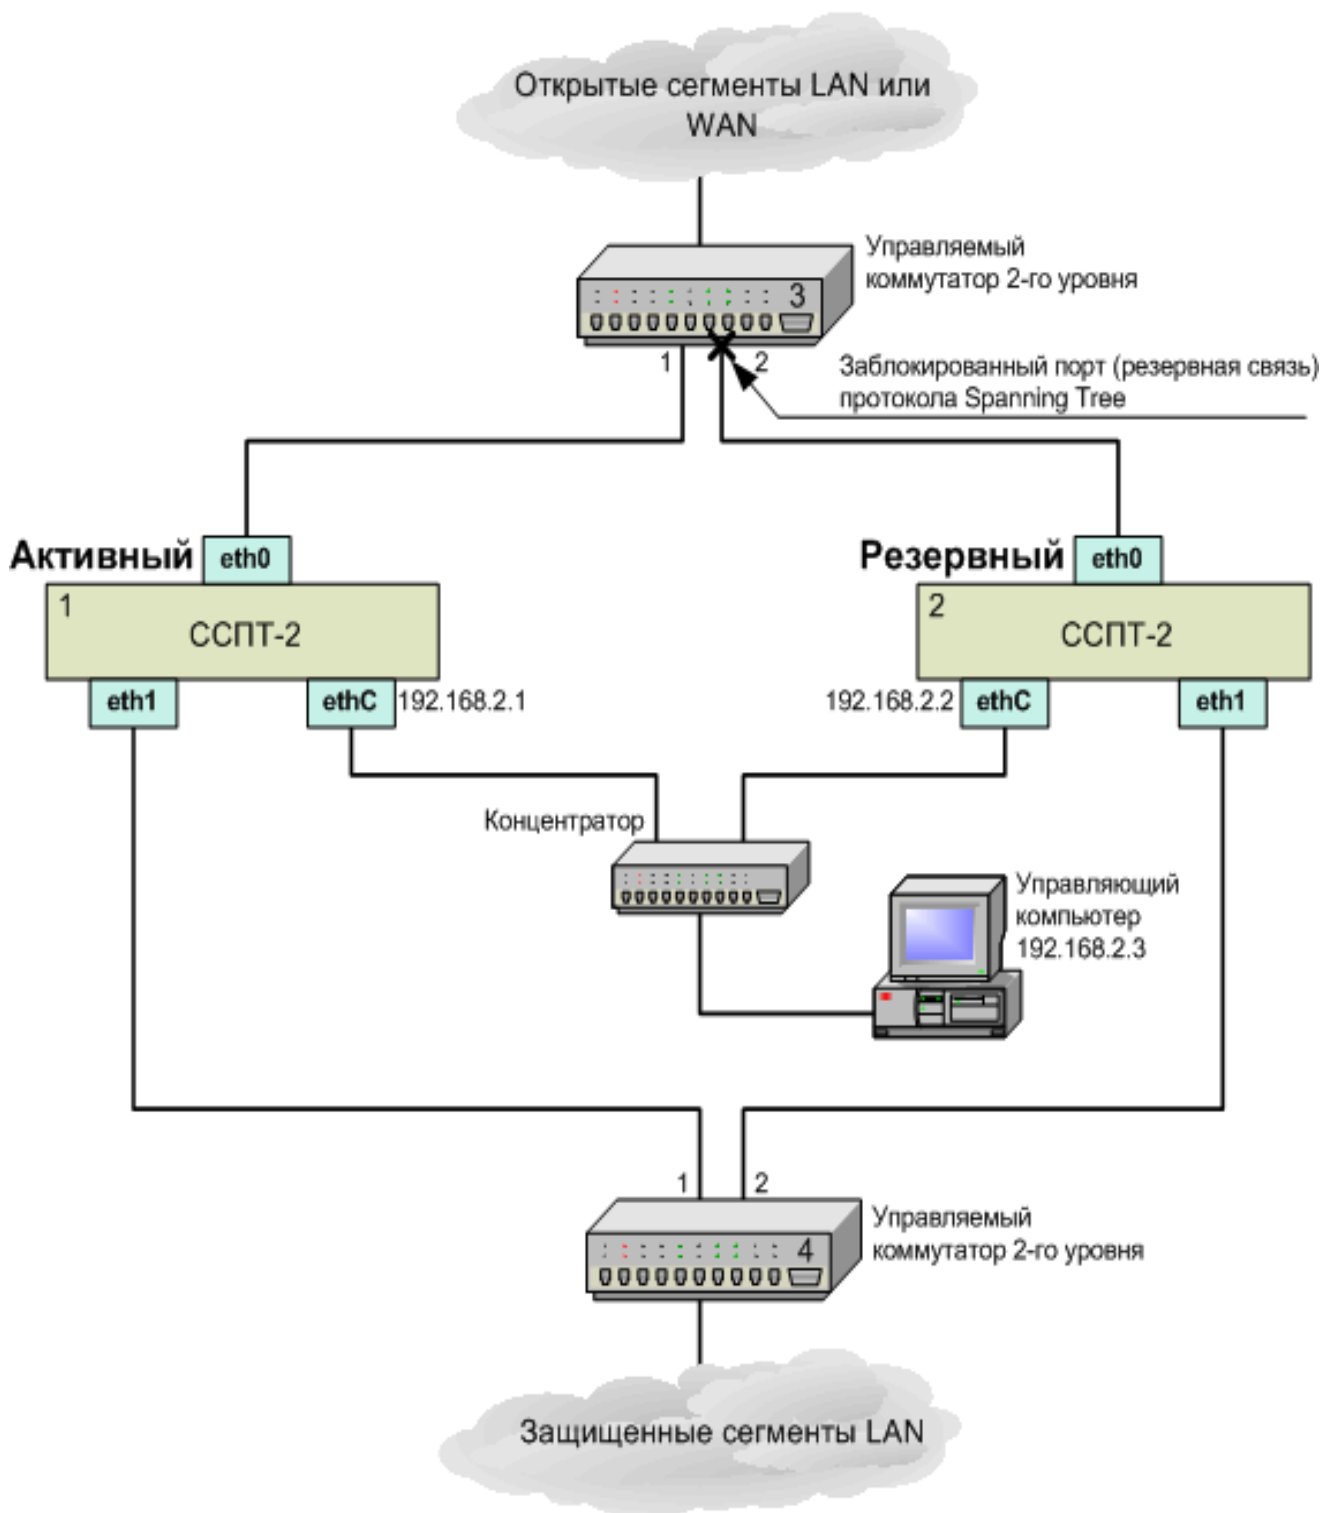 Открытые сегменты LAN или
WAN
Управляемый
коммутатор 2-го уровня
3
1
2
Заблокированный порт (резервная связь)
протокола Spanning Tree
Активный
eth0
Резервный
eth0
1
ССПТ-2
2
ССПТ-2
eth1
ethC
192.168.2.1
192.168.2.2
ethC
eth1
Концентратор
Управляющий
компьютер
192.168.2.3
1
2
Управляемый
коммутатор 2-го уровня
4
Защищенные сегменты LAN